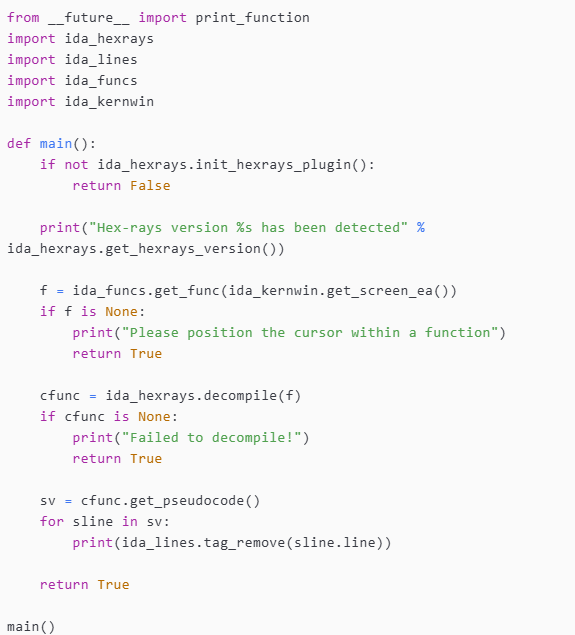 from __future__ import print_function
import ida_hexrays
import ida_lines
import ida_funcs
import ida_kernwin

def main():
    if not ida_hexrays.init_hexrays_plugin():
        return False

    print("Hex-rays version %s has been detected" %
ida_hexrays.get_hexrays_version())

    f = ida_funcs.get_func(ida_kernwin.get_screen_ea())
    if f is None:
        print("Please position the cursor within a function")
        return True

    cfunc = ida_hexrays.decompile(f)
    if cfunc is None:
        print("Failed to decompile!")
        return True

    sv = cfunc.get_pseudocode()
    for sline in sv:
        print(ida_lines.tag_remove(sline.line))

    return True

main()